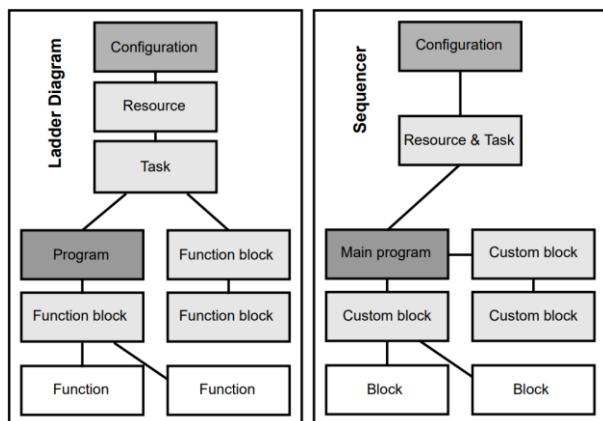 Ladder Diagram
Configuration
Resource
Task
Program
Function block
Function block
Function block
Function
Function
Sequencer
Configuration
Resource & Task
Main program
Custom block
Custom block
Custom block
Block
Block